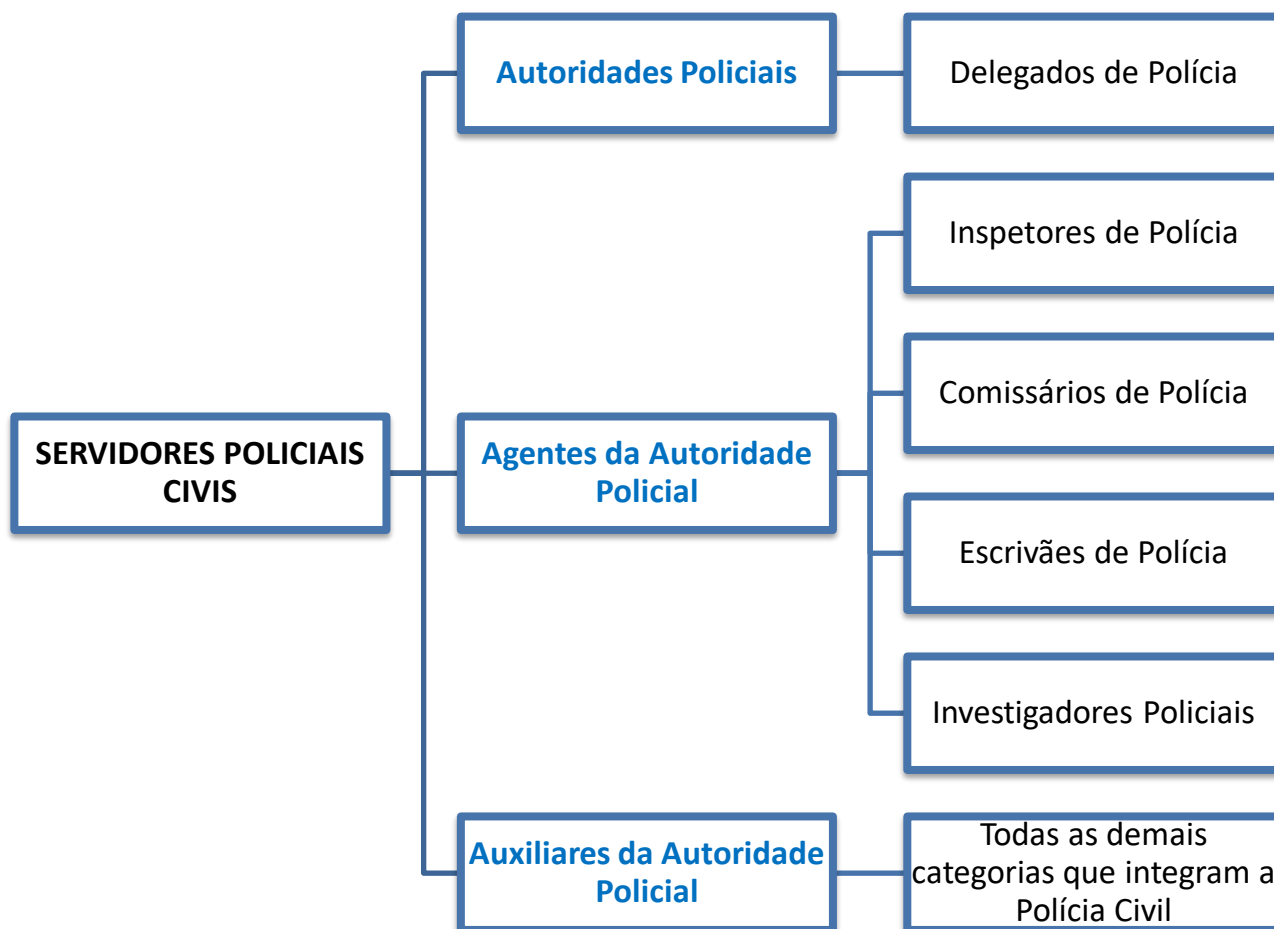 SERVIDORES POLICIAIS
CIVIS
Autoridades Policiais
Delegados de Polícia
Agentes da Autoridade
Policial
Inspetores de Polícia
Comissários de Polícia
Escrivães de Polícia
Investigadores Policiais
Auxiliares da Autoridade
Policial
Todas as demais
categorias que integram a
Polícia Civil